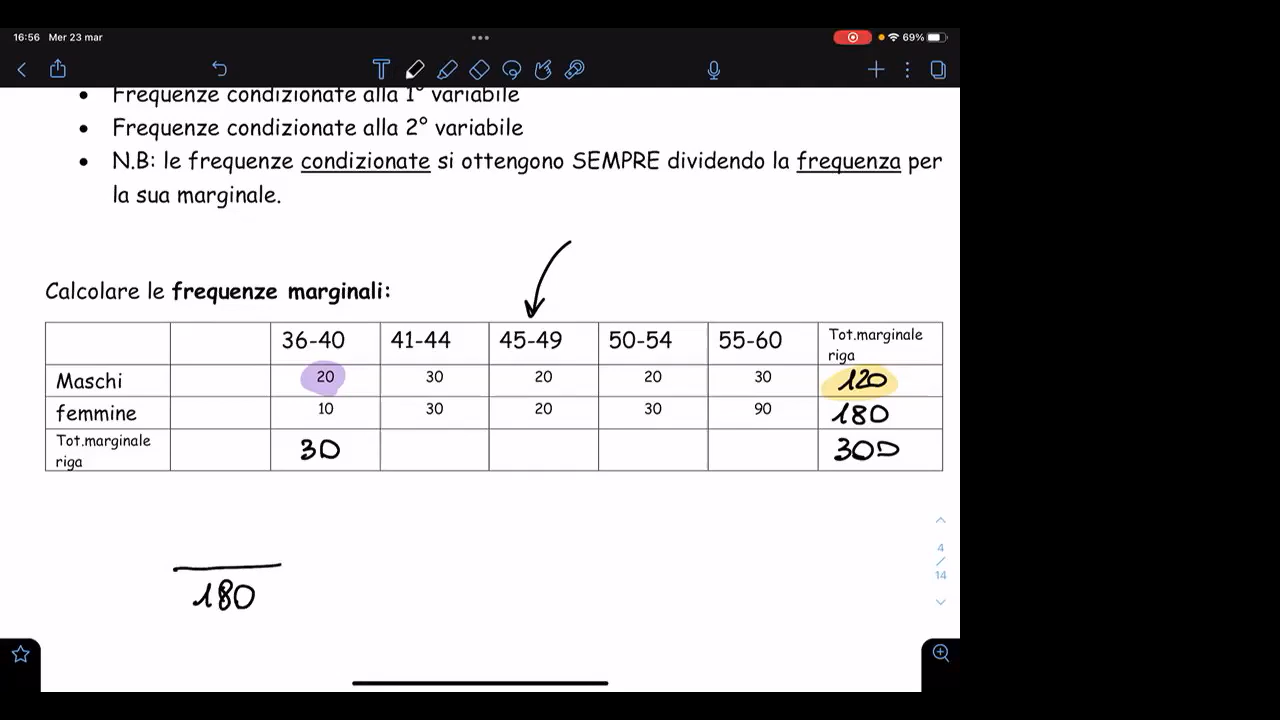 16:56 Mer 23 mar
69%
Frequenze condizionate alla 1° variabile
Frequenze condizionate alla 2° variabile
N.B: le frequenze condizionate si ottengono SEMPRE dividendo la frequenza per
la sua marginale.
Calcolare le frequenze marginali:
36-40 41-44 45-49 50-54 55-60 Tot.marginale
riga
Maschi 20 30 20 20 30 120
femmine 10 30 20 30 90 180
Tot.marginale 30 300
riga
180
4
/
14